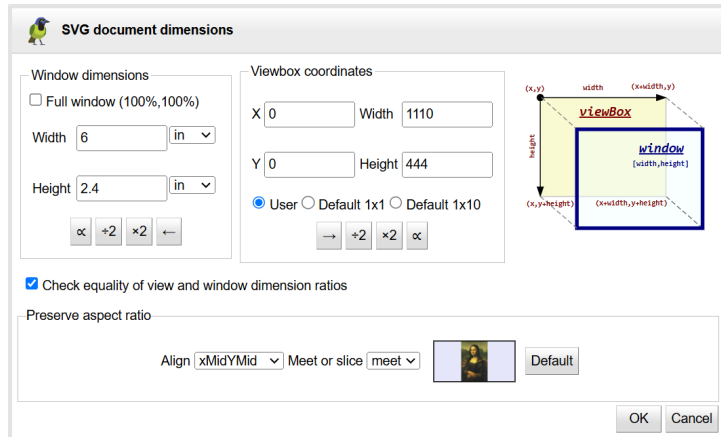 SVG document dimensions
Window dimensions
Full window (100%,100%)
Width 6 in
Height 2.4 in
∝ ÷2 ×2 ←
Viewbox coordinates
X 0 Width 1110
Y 0 Height 444
User Default 1x1 Default 1x10
→ ÷2 ×2 ∝
(x,y) width (x+width,y)
viewBox
height
window
[width,height]
(x,y+height) (x+width,y+height)
Check equality of view and window dimension ratios
Preserve aspect ratio
Align xMidYMid Meet or slice meet Default
OK Cancel